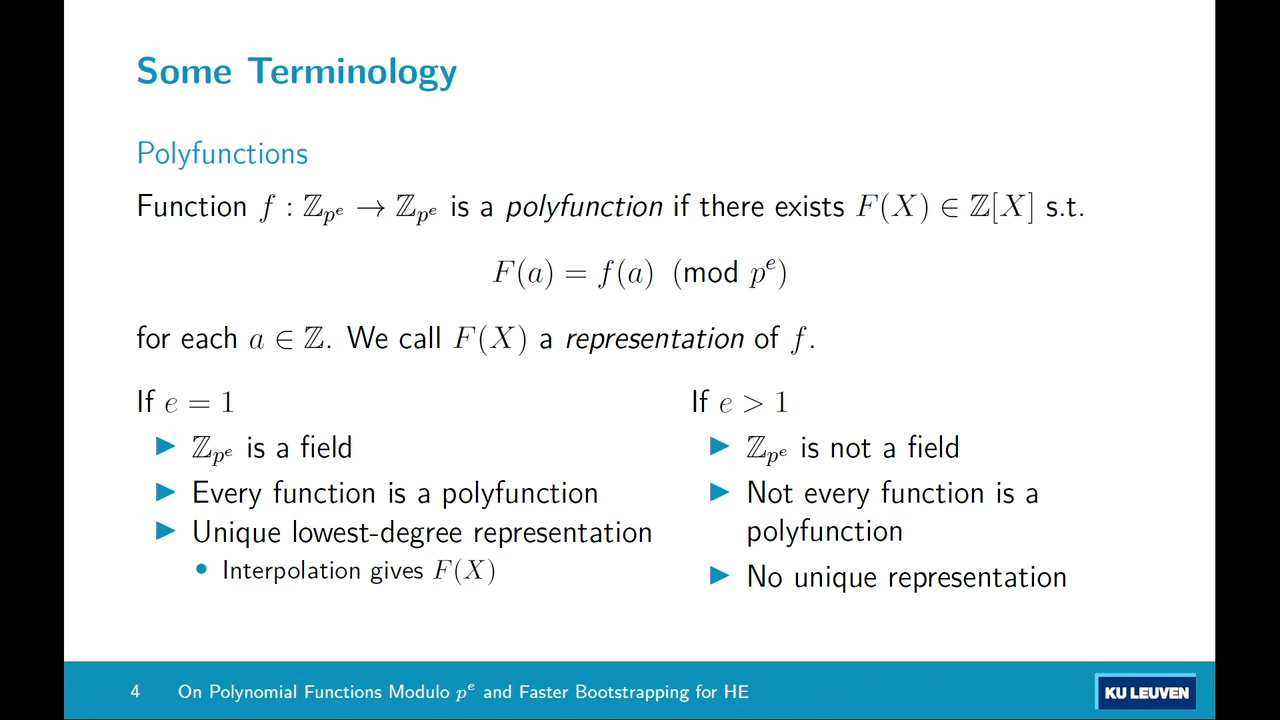 Some Terminology
Polyfunctions
Function f : ℤ_{p^e} → ℤ_{p^e} is a polyfunction if there exists F(X) ∈ ℤ[X] s.t.
F(a) = f(a) (mod p^e)
for each a ∈ ℤ. We call F(X) a representation of f.
If e = 1
▶ ℤ_{p^e} is a field
▶ Every function is a polyfunction
▶ Unique lowest-degree representation
• Interpolation gives F(X)
If e > 1
▶ ℤ_{p^e} is not a field
▶ Not every function is a
polyfunction
▶ No unique representation
4 On Polynomial Functions Modulo p^e and Faster Bootstrapping for HE
KU LEUVEN